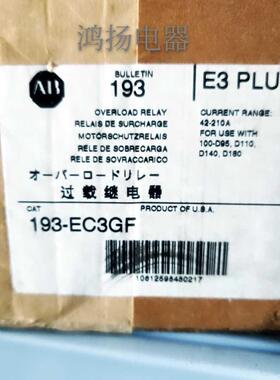 鸿扬电器
AB
BULLETIN
193
E3 PLU
OVERLOAD RELAY
RELAIS DE SURCHARGE
MOTORSCHUTZRELAIS
RELE DE SOBRECARGA
RELE DE SOVRACCARICO
CURRENT RANGE:
42-210A
FOR USE WITH
100-D95, D110,
D140, D180
オーバーロードリレー
过载继电器
CAT
PRODUCT OF U.S.A.
193-EC3GF